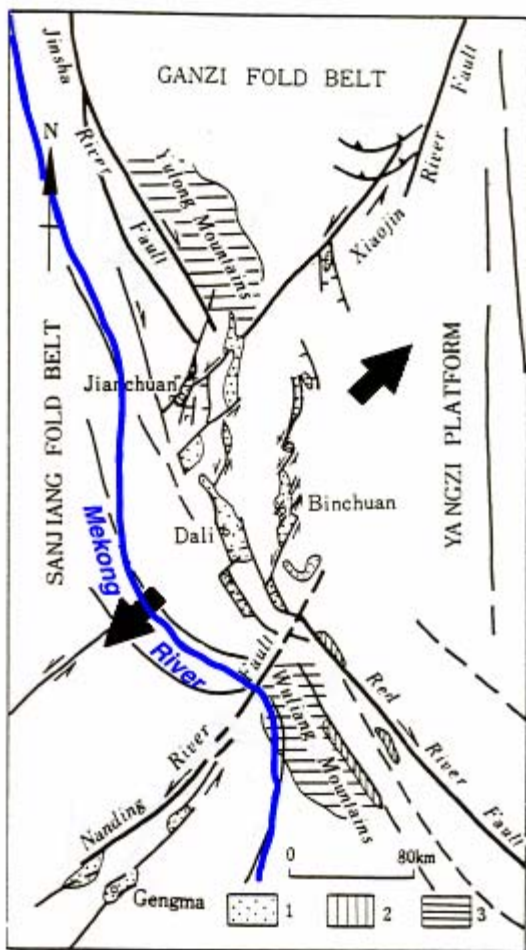 GANZI FOLD BELT
Jinsha
River
Fault
N
Yulong
Mountains
Fault
River
Xiaojin
Jianchuan
SANJIANG FOLD BELT
YANGZI PLATFORM
Dali
Binchuan
Mekong
River
Fault
River
Nanding
Wuliang
Mountains
Red
River
Fault
Gengma
0 80km
1 2 3